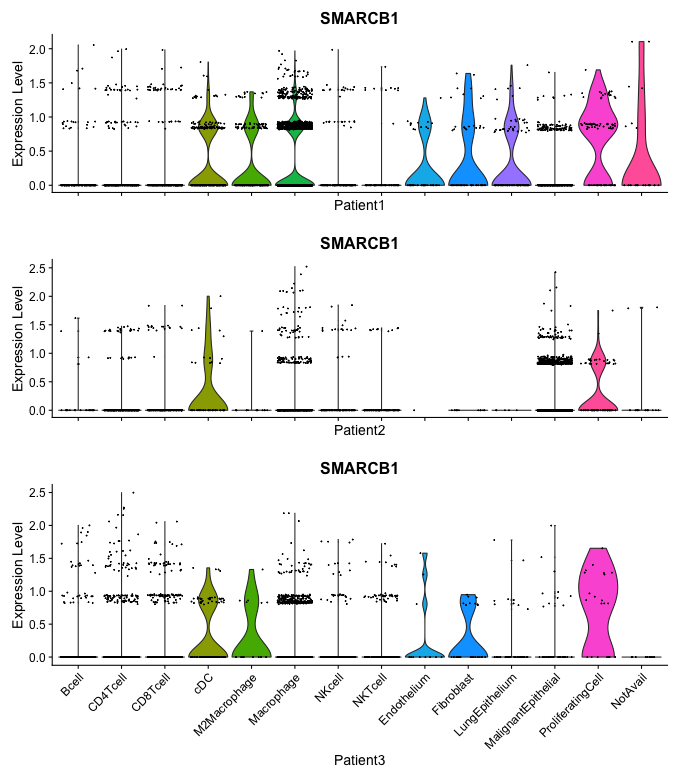 SMARCB1
Expression Level
2.0
1.5
1.0
0.5
0.0
Patient1
SMARCB1
Expression Level
2.5
2.0
1.5
1.0
0.5
0.0
Patient2
SMARCB1
Expression Level
2.5
2.0
1.5
1.0
0.5
0.0
Bcell
CD4Tcell
CD8Tcell
cDC
M2Macrophage
Macrophage
NKcell
NKTcell
Endothelium
Fibroblast
LungEpithelium
MalignantEpithelial
ProliferatingCell
NotAvail
Patient3